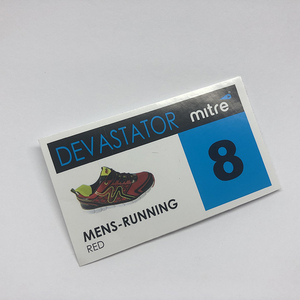 DEVASTATOR mitre
8
MENS-RUNNING
RED